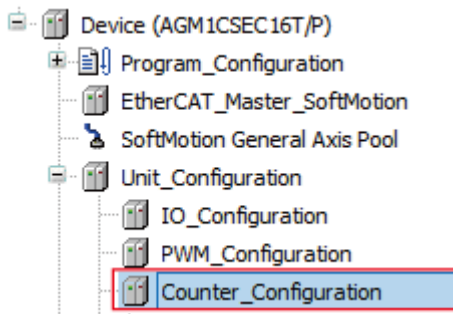 Device (AGM1CSEC16T/P)
Program_Configuration
EtherCAT_Master_SoftMotion
SoftMotion General Axis Pool
Unit_Configuration
IO_Configuration
PWM_Configuration
Counter_Configuration